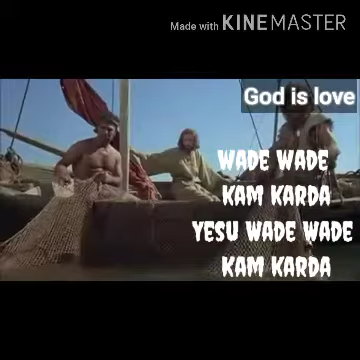 Made with KINEMASTER
God is love
WADE WADE
KAM KARDA
YESU WADE WADE
KAM KARDA